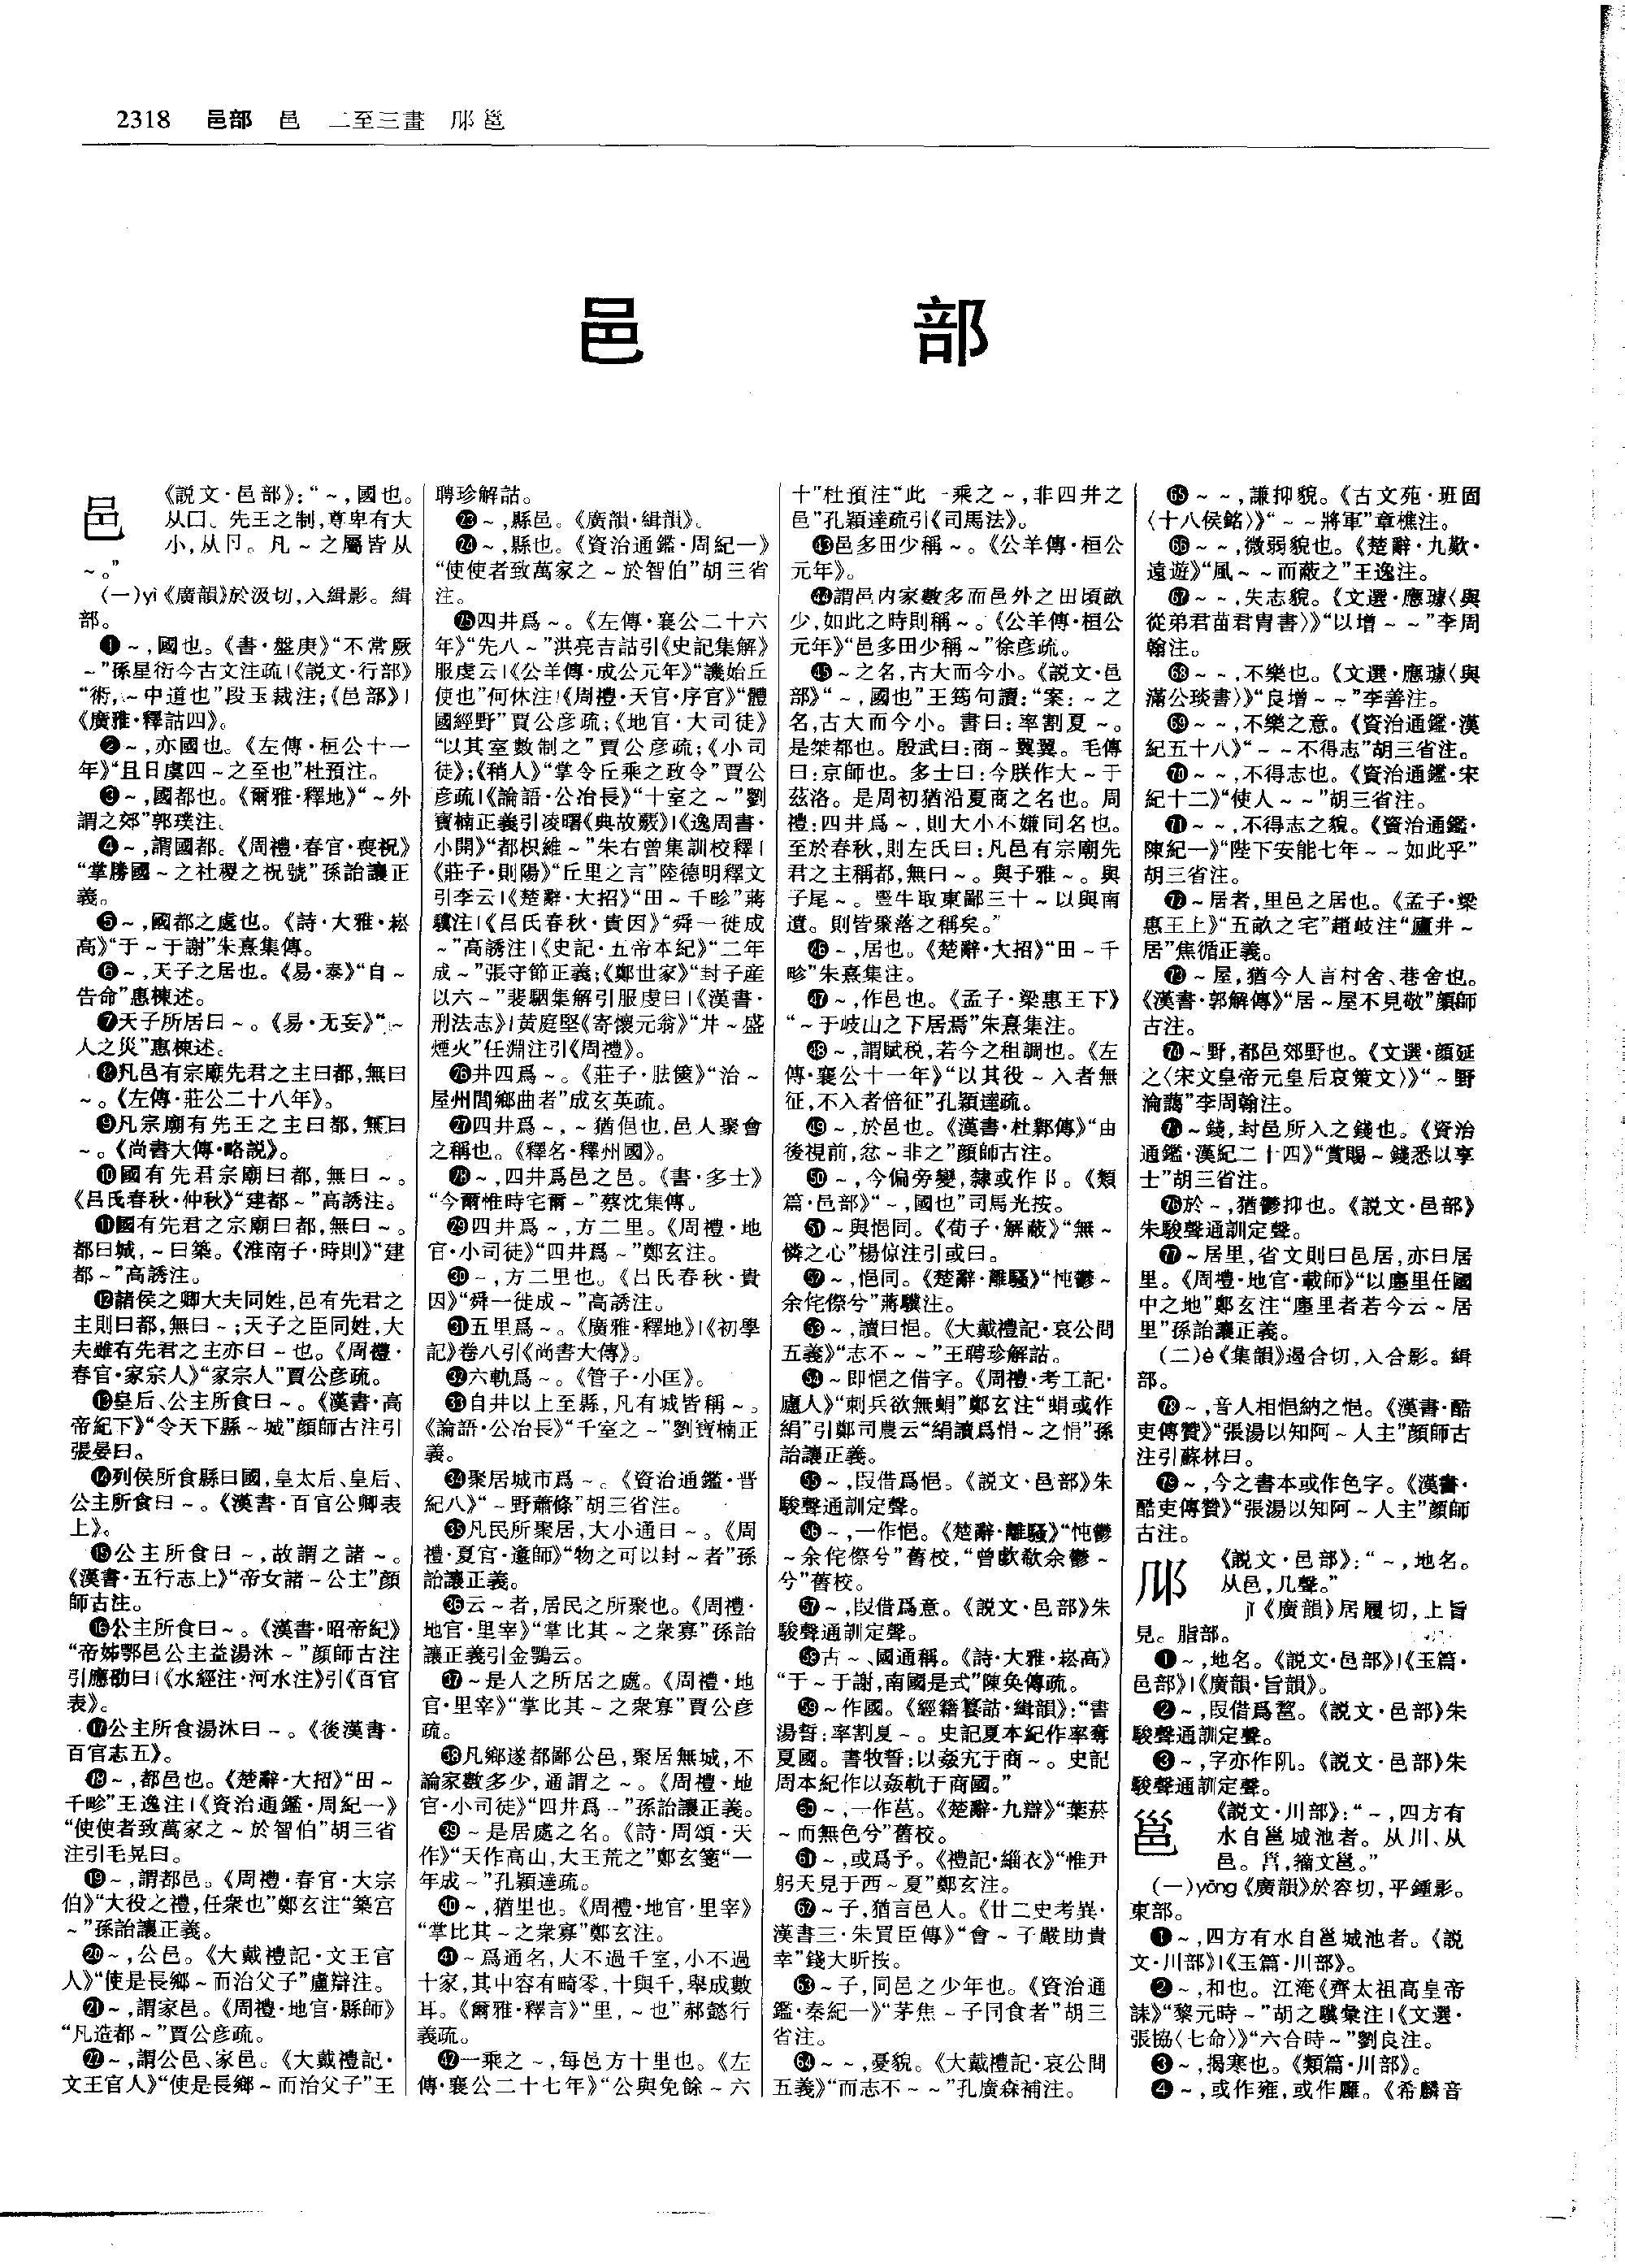 2318 邑部 邑 二至三畫 𨙨 邕
邑 部
邑
《説文·邑部》：“～，國也。
从囗。先王之制，尊卑有大
小，从卪。凡～之屬皆从
～。”
(一)yì《廣韻》於汲切，入緝影。緝
部。
❶～，國也。《書·盤庚》“不常厥
～”孫星衍今古文注疏|《説文·行部》
“術，～中道也”段玉裁注；《邑部》|
《廣雅·釋詁四》。
❷～，亦國也。《左傳·桓公十一
年》“且日虞四～之至也”杜預注。
❸～，國都也。《爾雅·釋地》“～外
謂之郊”郭璞注。
❹～，謂國都。《周禮·春官·喪祝》
“掌勝國～之社稷之祝號”孫詒讓正
義。
❺～，國都之處也。《詩·大雅·崧
高》“于～于謝”朱熹集傳。
❻～，天子之居也。《易·泰》“自～
告命”惠棟述。
❼天子所居曰～。《易·无妄》“～
人之災”惠棟述。
❽凡邑有宗廟先君之主曰都，無曰
～。《左傳·莊公二十八年》。
❾凡宗廟有先王之主曰都，無曰
～。《尚書大傳·略説》。
❿國有先君宗廟曰都，無曰～。
《吕氏春秋·仲秋》“建都～”高誘注。
⓫國有先君之宗廟曰都，無曰～。
都曰城，～曰築。《淮南子·時則》“建
都～”高誘注。
⓬諸侯之卿大夫同姓，邑有先君之
主則曰都，無曰～；天子之臣同姓，大
夫雖有先君之主亦曰～也。《周禮·
春官·家宗人》“家宗人”賈公彦疏。
⓭皇后、公主所食曰～。《漢書·高
帝紀下》“令天下縣～城”顔師古注引
張晏曰。
⓮列侯所食縣曰國，皇太后、皇后、
公主所食曰～。《漢書·百官公卿表
上》。
⓯公主所食曰～，故謂之諸～。
《漢書·五行志上》“帝女諸～公主”顔
師古注。
⓰公主所食曰～。《漢書·昭帝紀》
“帝姊鄂邑公主益湯沐～”顔師古注
引應劭曰|《水經注·河水注》引《百官
表》。
⓱公主所食湯沐曰～。《後漢書·
百官志五》。
⓲～，都邑也。《楚辭·大招》“田～
千畛”王逸注|《資治通鑑·周紀一》
“使使者致萬家之～於智伯”胡三省
注引毛晃曰。
⓳～，謂都邑。《周禮·春官·大宗
伯》“大役之禮，任衆也”鄭玄注“築宫
～”孫詒讓正義。
⓴～，公邑。《大戴禮記·文王官
人》“使是長鄉～而治父子”盧辯注。
㉑～，謂家邑。《周禮·地官·縣師》
“凡造都～”賈公彦疏。
㉒～，謂公邑、家邑。《大戴禮記·
文王官人》“使是長鄉～而治父子”王
聘珍解詁。
㉓～，縣邑。《廣韻·緝韻》。
㉔～，縣也。《資治通鑑·周紀一》
“使使者致萬家之～於智伯”胡三省
注。
㉕四井爲～。《左傳·襄公二十六
年》“先八～”洪亮吉詁引《史記集解》
服虔云|《公羊傳·成公元年》“譏始丘
使也”何休注|《周禮·天官·序官》“體
國經野”賈公彦疏；《地官·大司徒》
“以其室數制之”賈公彦疏；《小司
徒》；《稍人》“掌令丘乘之政令”賈公
彦疏|《論語·公冶長》“十室之～”劉
寶楠正義引凌曙《典故覈》|《逸周書·
小開》“都枳維～”朱右曾集訓校釋|
《莊子·則陽》“丘里之言”陸德明釋文
引李云|《楚辭·大招》“田～千畛”蔣
驥注|《吕氏春秋·貴因》“舜一徙成
～”高誘注|《史記·五帝本紀》“二年
成～”張守節正義；《鄭世家》“封子産
以六～”裴駰集解引服虔曰|《漢書·
刑法志》|黄庭堅《寄懷元翁》“井～盛
煙火”任淵注引《周禮》。
㉖井四爲～。《莊子·胠篋》“治～
屋州閭鄉曲者”成玄英疏。
㉗四井爲～，～猶俋也，邑人聚會
之稱也。《釋名·釋州國》。
㉘～，四井爲邑之邑。《書·多士》
“今爾惟時宅爾～”蔡沈集傳。
㉙四井爲～，方二里。《周禮·地
官·小司徒》“四井爲～”鄭玄注。
㉚～，方二里也。《吕氏春秋·貴
因》“舜一徙成～”高誘注。
㉛五里爲～。《廣雅·釋地》|《初學
記》卷八引《尚書大傳》。
㉜六軌爲～。《管子·小匡》。
㉝自井以上至縣，凡有城皆稱～。
《論語·公冶長》“千室之～”劉寶楠正
義。
㉞聚居城市爲～。《資治通鑑·晋
紀八》“～野蕭條”胡三省注。
㉟凡民所聚居，大小通曰～。《周
禮·夏官·邍師》“物之可以封～者”孫
詒讓正義。
㊱云～者，居民之所聚也。《周禮·
地官·里宰》“掌比其～之衆寡”孫詒
讓正義引金鶚云。
㊲～是人之所居之處。《周禮·地
官·里宰》“掌比其～之衆寡”賈公彦
疏。
㊳凡鄉遂都鄙公邑，聚居無城，不
論家數多少，通謂之～。《周禮·地
官·小司徒》“四井爲～”孫詒讓正義。
㊴～是居處之名。《詩·周頌·天
作》“天作高山，大王荒之”鄭玄箋“一
年成～”孔穎達疏。
㊵～，猶里也。《周禮·地官·里宰》
“掌比其～之衆寡”鄭玄注。
㊶～爲通名，大不過千室，小不過
十家，其中容有畸零，十與千，舉成數
耳。《爾雅·釋言》“里，～也”郝懿行
義疏。
㊷一乘之～，每邑方十里也。《左
傳·襄公二十七年》“公與免餘～六
十”杜預注“此一乘之～，非四井之
邑”孔穎達疏引《司馬法》。
㊸邑多田少稱～。《公羊傳·桓公
元年》。
㊹謂邑内家數多而邑外之田頃畝
少，如此之時則稱～。《公羊傳·桓公
元年》“邑多田少稱～”徐彦疏。
㊺～之名，古大而今小。《説文·邑
部》“～，國也”王筠句讀：“案：～之
名，古大而今小。書曰：率割夏～。
是桀都也。殷武曰：商～翼翼。毛傳
曰：京師也。多士曰：今朕作大～于
茲洛。是周初猶沿夏商之名也。周
禮：四井爲～，則大小不嫌同名也。
至於春秋，則左氏曰：凡邑有宗廟先
君之主稱都，無曰～。與子雅～。與
子尾～。豎牛取東鄙三十～以與南
遺。則皆聚落之稱矣。”
㊻～，居也。《楚辭·大招》“田～千
畛”朱熹集注。
㊼～，作邑也。《孟子·梁惠王下》
“～于岐山之下居焉”朱熹集注。
㊽～，謂賦税，若今之租調也。《左
傳·襄公十一年》“以其役～入者無
征，不入者倍征”孔穎達疏。
㊾～，於邑也。《漢書·杜鄴傳》“由
後視前，忿～非之”顔師古注。
㊿～，今偏旁變，隸或作阝。《類
篇·邑部》“～，國也”司馬光按。
51～與悒同。《荀子·解蔽》“無～
憐之心”楊倞注引或曰。
52～，悒同。《楚辭·離騷》“忳鬱～
余侘傺兮”蔣驥注。
53～，讀曰悒。《大戴禮記·哀公問
五義》“志不～～”王聘珍解詁。
54～即悒之借字。《周禮·考工記·
廬人》“刺兵欲無蜎”鄭玄注“蜎或作
絹”引鄭司農云“絹讀爲悁～之悁”孫
詒讓正義。
55～，叚借爲悒。《説文·邑部》朱
駿聲通訓定聲。
56～，一作悒。《楚辭·離騷》“忳鬱
～余侘傺兮”舊校，“曾歔欷余鬱～
兮”舊校。
57～，叚借爲意。《説文·邑部》朱
駿聲通訓定聲。
58古～、國通稱。《詩·大雅·崧高》
“于～于謝，南國是式”陳奂傳疏。
59～作國。《經籍籑詁·緝韻》：“書
湯誓：率割夏～。史記夏本紀作率奪
夏國。書牧誓：以姦宄于商～。史記
周本紀作以姦軌于商國。”
60～，一作苞。《楚辭·九辯》“葉菸
～而無色兮”舊校。
61～，或爲予。《禮記·緇衣》“惟尹
躬天見于西～夏”鄭玄注。
62～子，猶言邑人。《廿二史考異·
漢書三·朱買臣傳》“會～子嚴助貴
幸”錢大昕按。
63～子，同邑之少年也。《資治通
鑑·秦紀一》“茅焦～子同食者”胡三
省注。
64～～，憂貌。《大戴禮記·哀公問
五義》“而志不～～”孔廣森補注。
65～～，謙抑貌。《古文苑·班固
〈十八侯銘〉》“～～將軍”章樵注。
66～～，微弱貌也。《楚辭·九歎·
遠遊》“風～～而蔽之”王逸注。
67～～，失志貌。《文選·應璩〈與
從弟君苗君胄書〉》“以增～～”李周
翰注。
68～～，不樂也。《文選·應璩〈與
滿公琰書〉》“良增～～”李善注。
69～～，不樂之意。《資治通鑑·漢
紀五十八》“～～不得志”胡三省注。
70～～，不得志也。《資治通鑑·宋
紀十二》“使人～～”胡三省注。
71～～，不得志之貌。《資治通鑑·
陳紀一》“陛下安能七年～～如此乎”
胡三省注。
72～居者，里邑之居也。《孟子·梁
惠王上》“五畝之宅”趙岐注“廬井～
居”焦循正義。
73～屋，猶今人言村舍、巷舍也。
《漢書·郭解傳》“居～屋不見敬”顔師
古注。
74～野，都邑郊野也。《文選·顔延
之〈宋文皇帝元皇后哀策文〉》“～野
淪藹”李周翰注。
75～錢，封邑所入之錢也。《資治
通鑑·漢紀二十四》“賞賜～錢悉以享
士”胡三省注。
76於～，猶鬱抑也。《説文·邑部》
朱駿聲通訓定聲。
77～居里，省文則曰邑居，亦曰居
里。《周禮·地官·載師》“以廛里任國
中之地”鄭玄注“廛里者若今云～居
里”孫詒讓正義。
(二)è《集韻》遏合切，入合影。緝
部。
78～，音人相悒納之悒。《漢書·酷
吏傳贊》“張湯以知阿～人主”顔師古
注引蘇林曰。
79～，今之書本或作色字。《漢書·
酷吏傳贊》“張湯以知阿～人主”顔師
古注。
𨙨
《説文·邑部》：“～，地名。
从邑，几聲。”
jǐ《廣韻》居履切，上旨
見。脂部。
❶～，地名。《説文·邑部》|《玉篇·
邑部》|《廣韻·旨韻》。
❷～，叚借爲䣀。《説文·邑部》朱
駿聲通訓定聲。
❸～，字亦作阢。《説文·邑部》朱
駿聲通訓定聲。
邕
《説文·川部》：“～，四方有
水自邕城池者。从川、从
邑。𡿷，籀文邕。”
(一)yōng《廣韻》於容切，平鍾影。
東部。
❶～，四方有水自邕城池者。《説
文·川部》|《玉篇·川部》。
❷～，和也。江淹《齊太祖高皇帝
誄》“黎元時～”胡之驥彙注|《文選·
張協〈七命〉》“六合時～”劉良注。
❸～，揭寒也。《類篇·川部》。
❹～，或作雍，或作廱。《希麟音